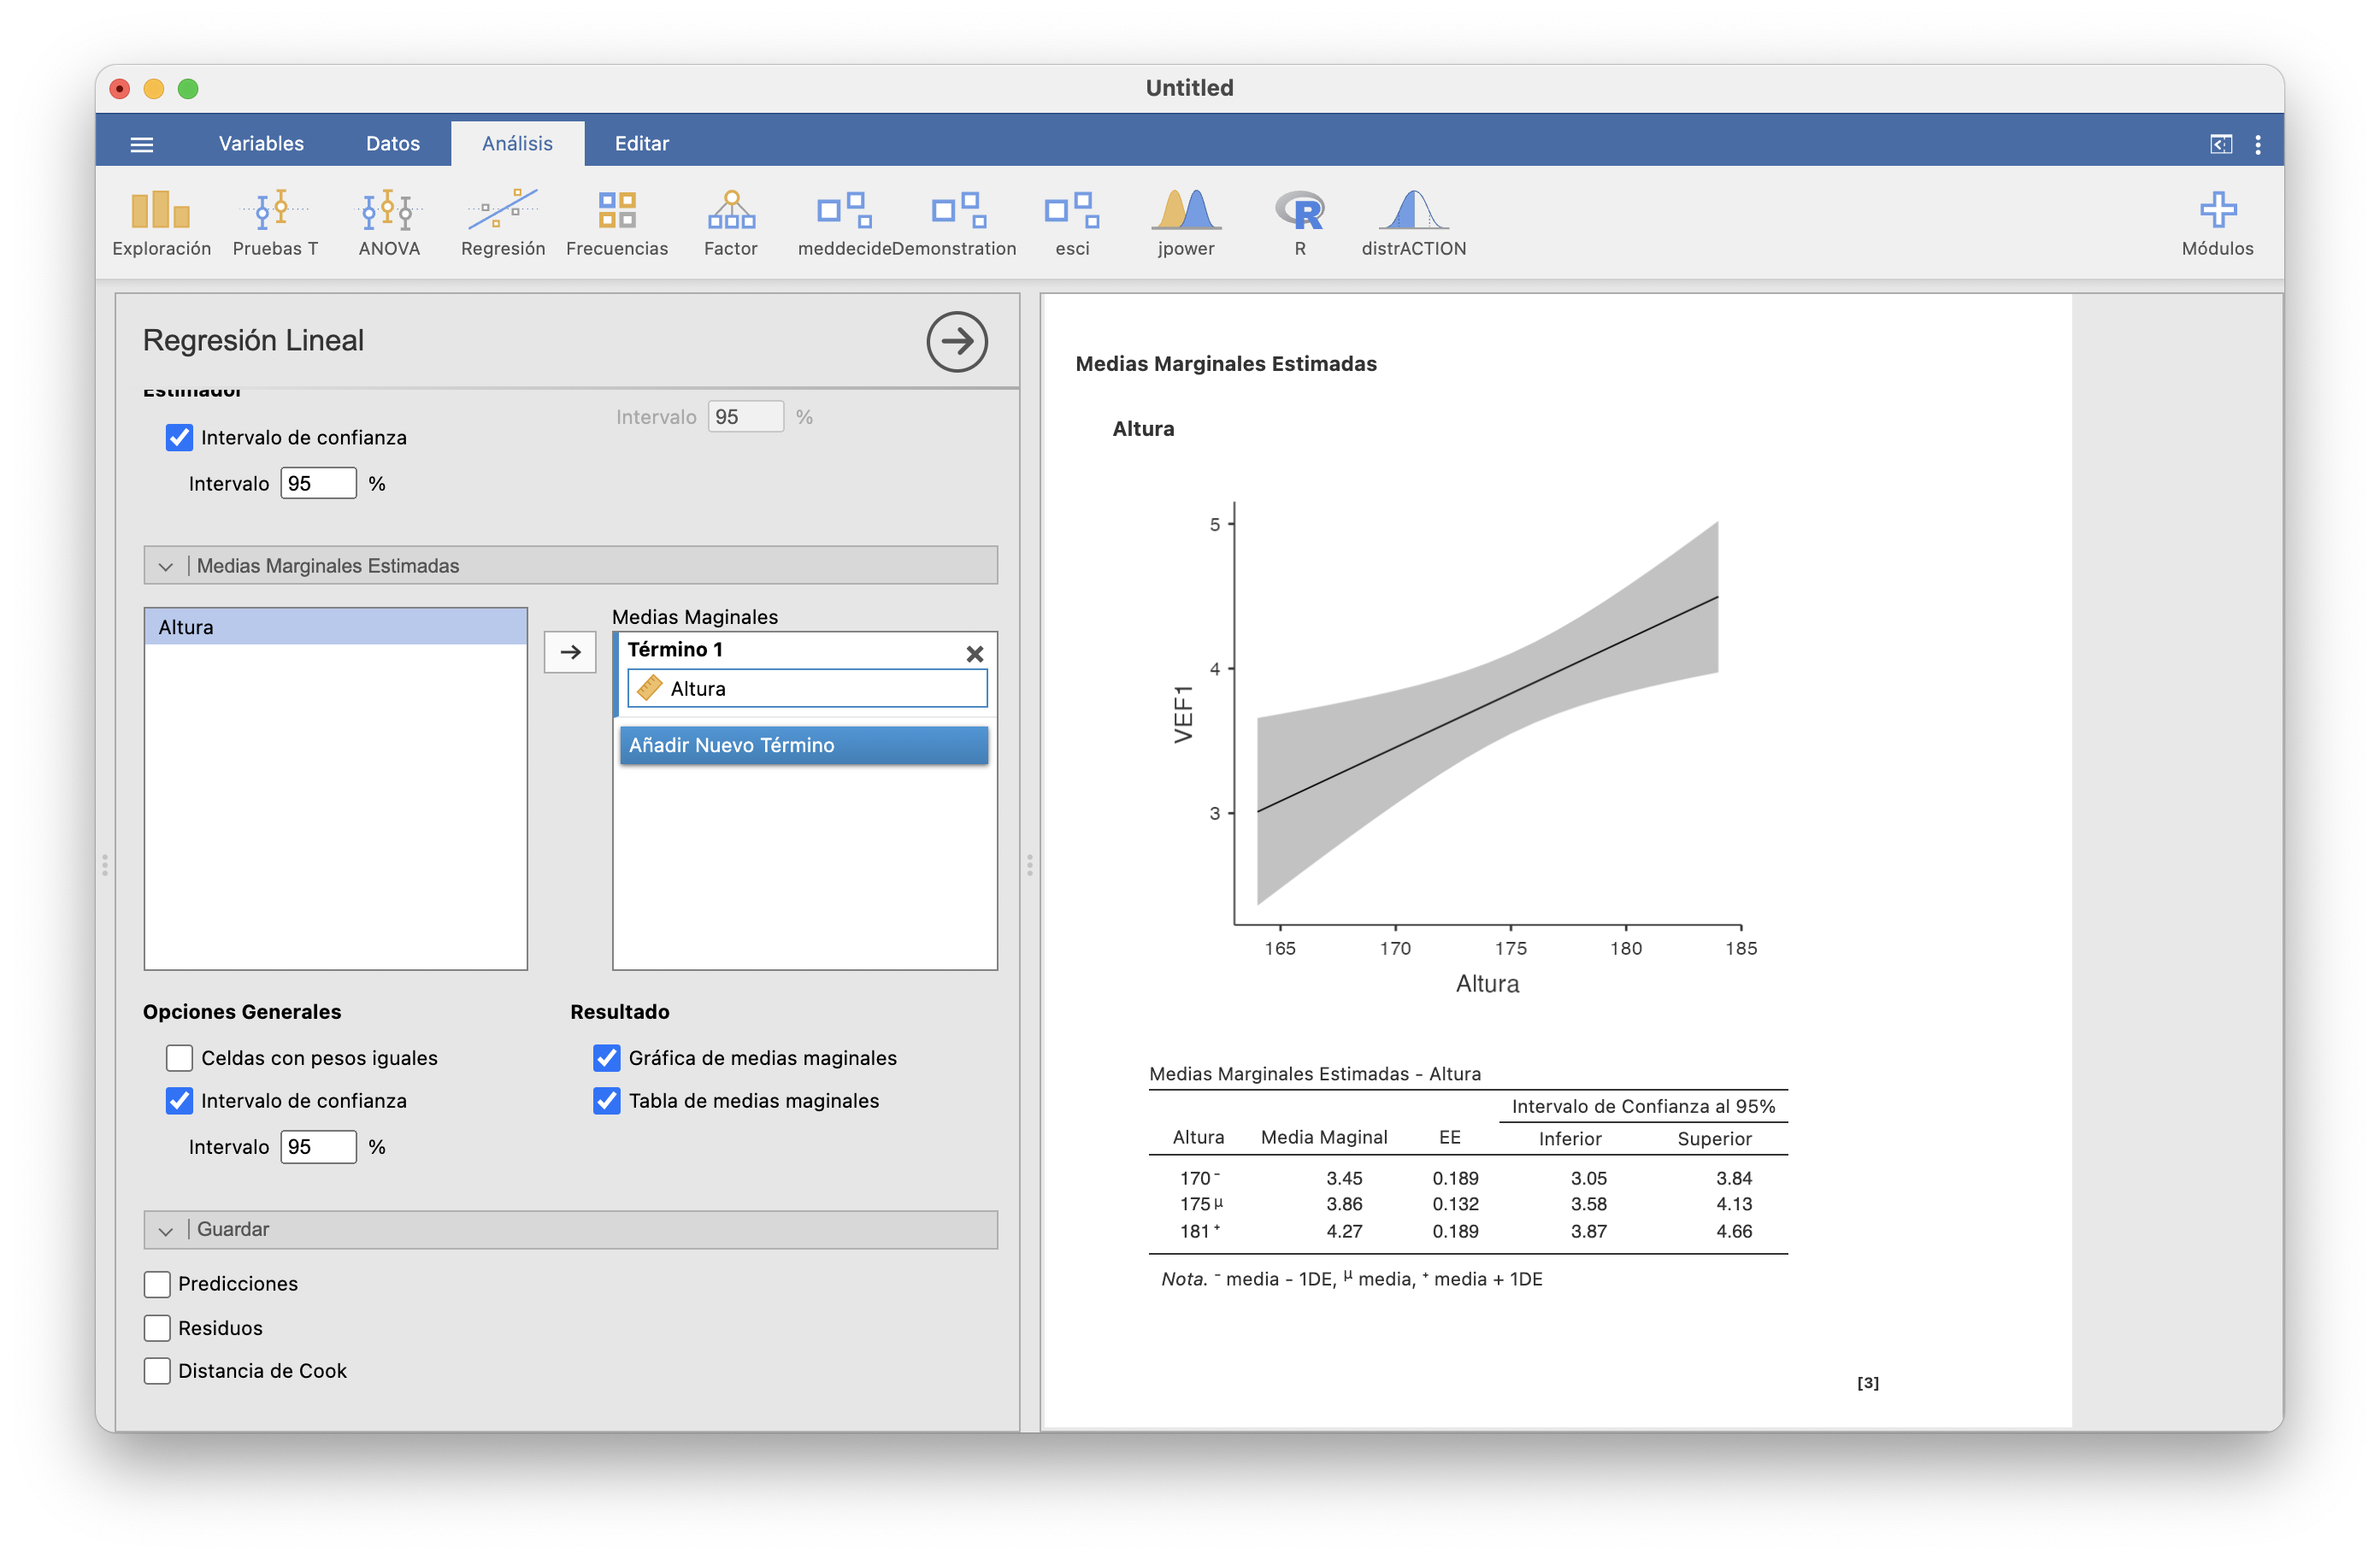 Untitled
Variables Datos Análisis Editar
Exploración Pruebas T ANOVA Regresión Frecuencias Factor meddecide Demonstration esci jpower R distrACTION Módulos
Regresión Lineal
Estimador
Intervalo 95 %
Intervalo de confianza
Intervalo 95 %
Medias Marginales Estimadas
Altura
Medias Maginales
Término 1
Altura
Añadir Nuevo Término
Opciones Generales
Celdas con pesos iguales
Intervalo de confianza
Intervalo 95 %
Resultado
Gráfica de medias maginales
Tabla de medias maginales
Guardar
Predicciones
Residuos
Distancia de Cook
Medias Marginales Estimadas
Altura
5
4
3
VEF1
165 170 175 180 185
Altura
Medias Marginales Estimadas - Altura
Intervalo de Confianza al 95%
Altura Media Maginal EE Inferior Superior
170⁻ 3.45 0.189 3.05 3.84
175 µ 3.86 0.132 3.58 4.13
181⁺ 4.27 0.189 3.87 4.66
Nota. ⁻ media - 1DE, µ media, ⁺ media + 1DE
[3]